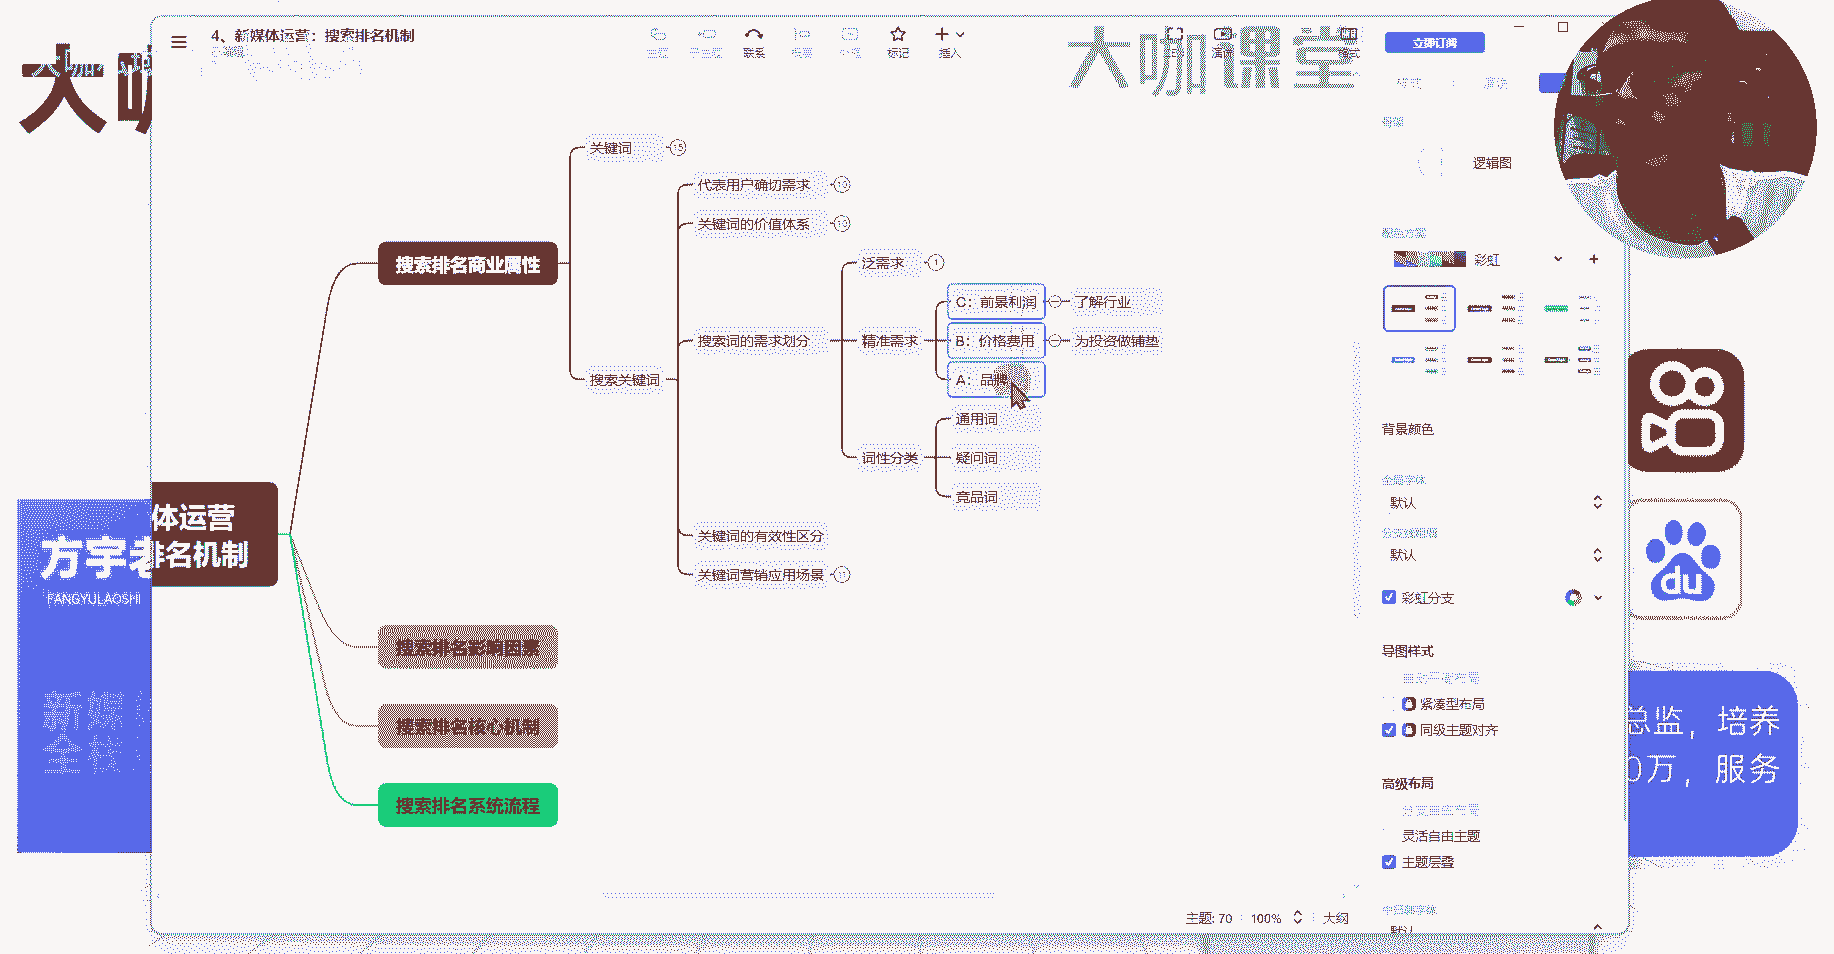 4、新媒体运营：搜索排名机制
联系
标记
插入
大咖课堂
立即订阅
大咖
关键词
15
代表用户确切需求
10
关键词的价值体系
10
搜索排名商业属性
泛需求
1
C：前景利润
了解行业
搜索词的需求划分
精准需求
B：价格费用
为投资做铺垫
搜索关键词
A：品牌
通用词
词性分类
疑问词
竞品词
体运营
排名机制
关键词的有效性区分
关键词营销应用场景
11
搜索排名影响因素
搜索排名核心机制
搜索排名系统流程
方宇老
FANGYULAOSHI
新媒
全栈
逻辑图
彩虹
背景颜色
默认
默认
彩虹分支
导图样式
紧凑型布局
同级主题对齐
高级布局
灵活自由主题
主题层叠
默认
主题: 70
100%
大纲
du
总监，培养
0万，服务